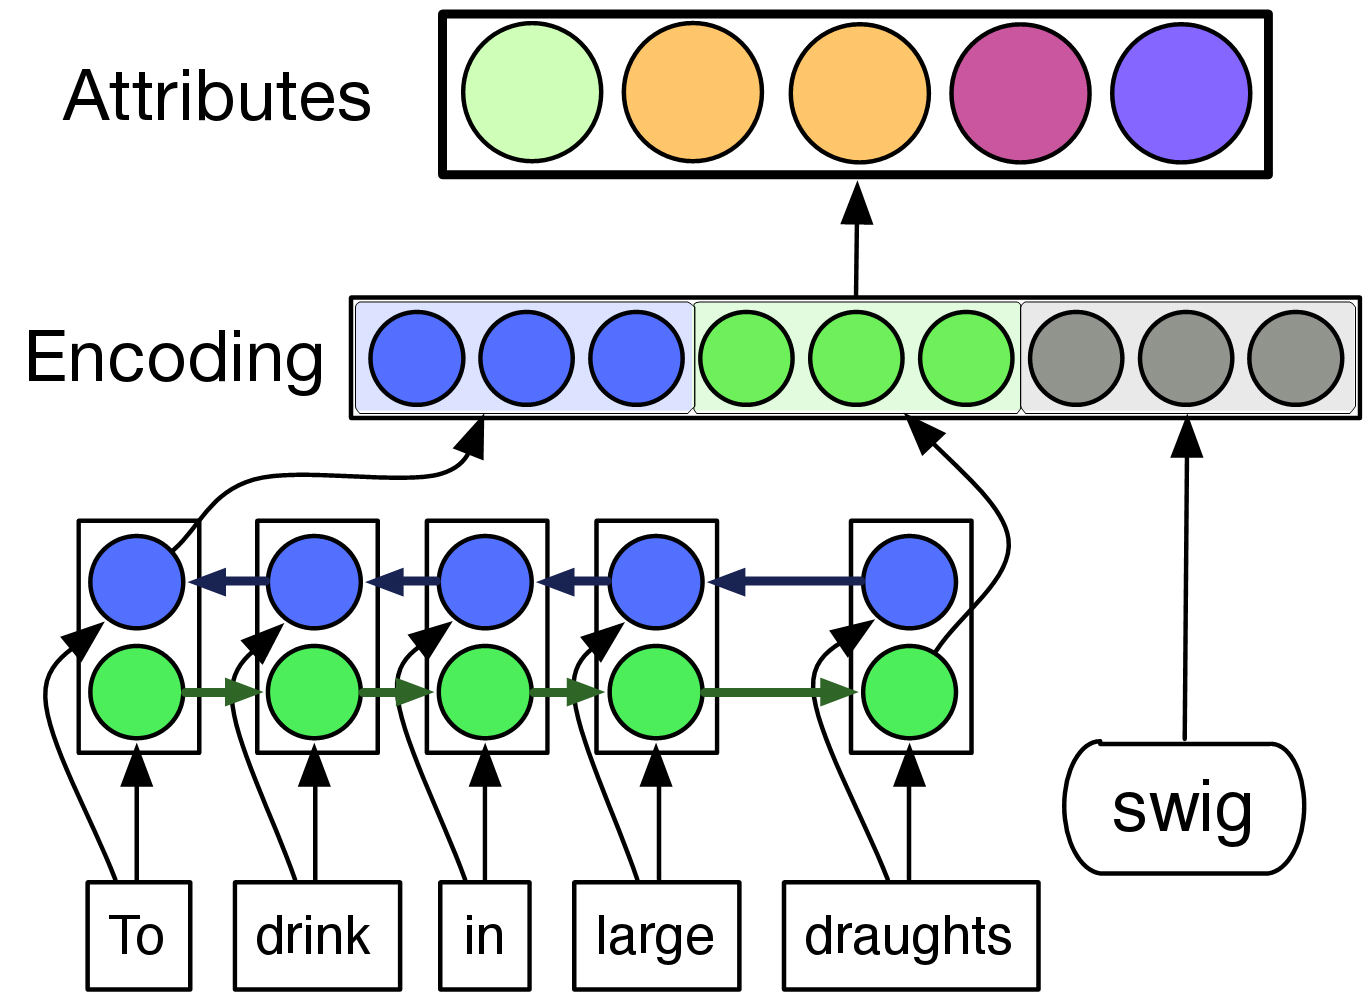 Attributes
Encoding
swig
To drink in large draughts